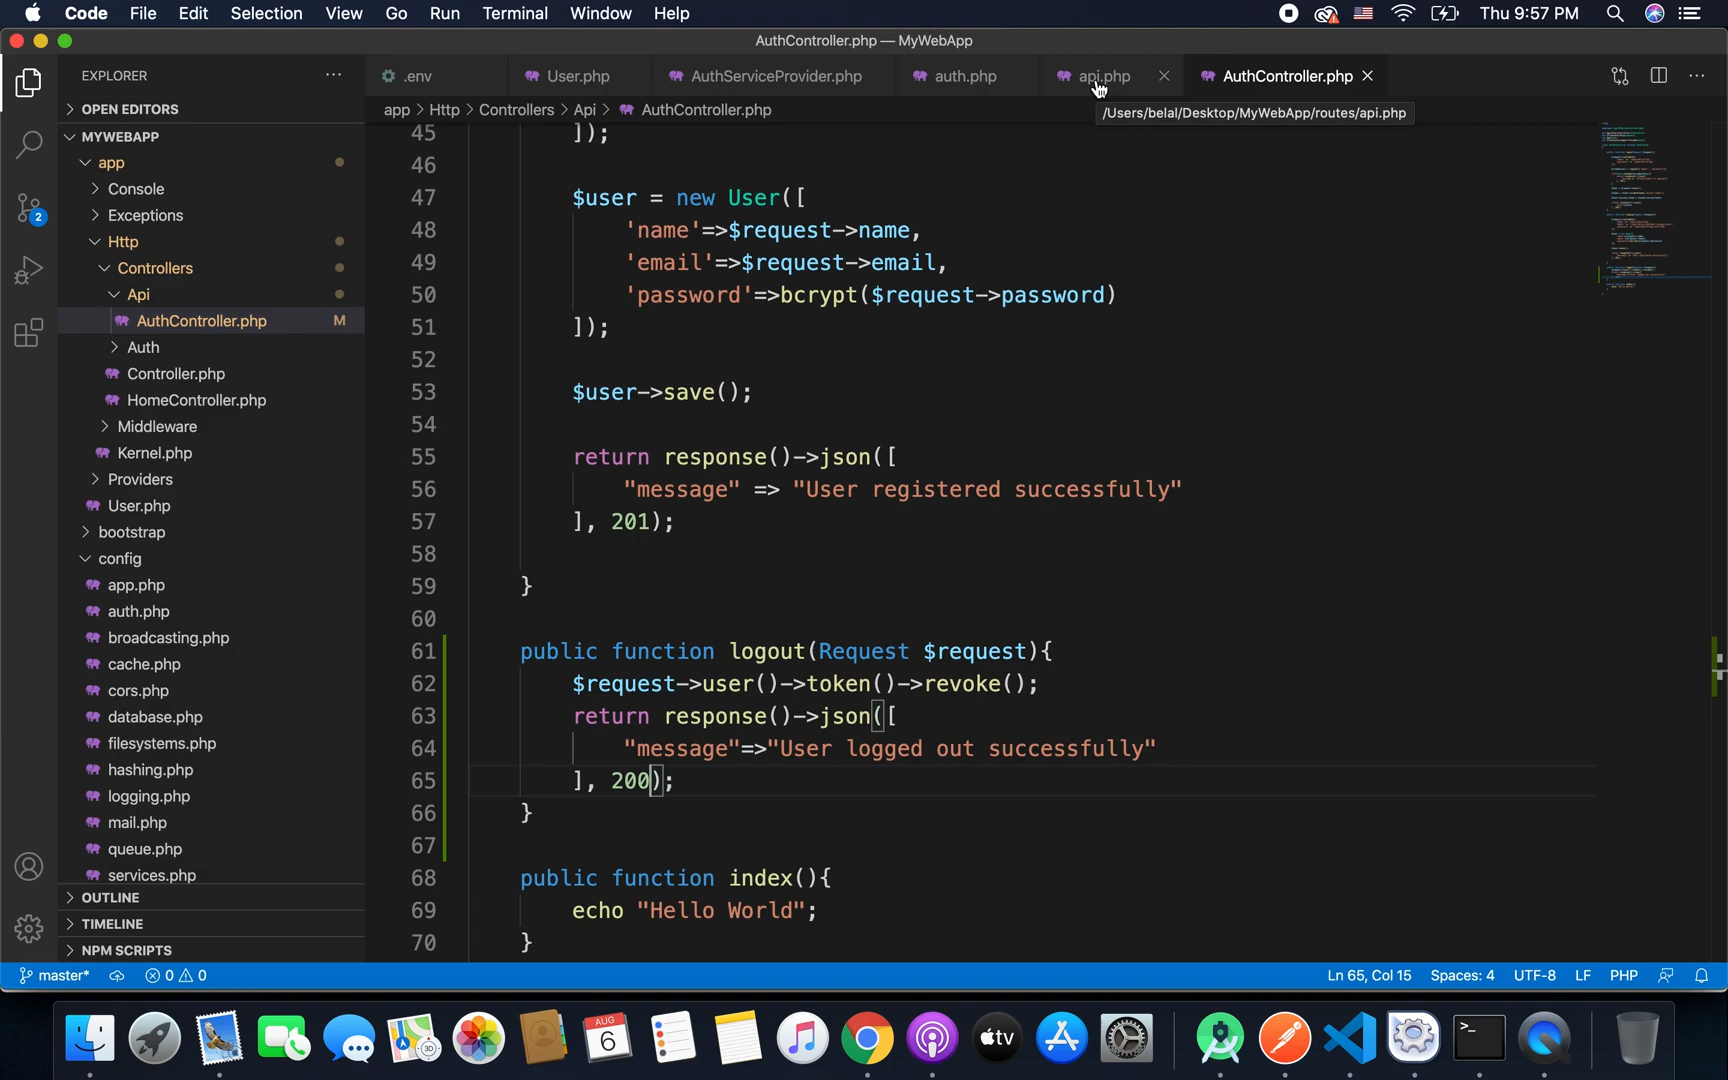 Code File Edit Selection View Go Run Terminal Window Help Thu 9:57 PM
AuthController.php — MyWebApp
EXPLORER
.env User.php AuthServiceProvider.php auth.php api.php AuthController.php
OPEN EDITORS
app > Http > Controllers > Api > AuthController.php
/Users/belal/Desktop/MyWebApp/routes/api.php
MYWEBAPP
app
Console
Exceptions
Http
Controllers
Api
AuthController.php M
Auth
Controller.php
HomeController.php
Middleware
Kernel.php
Providers
User.php
bootstrap
config
app.php
auth.php
broadcasting.php
cache.php
cors.php
database.php
filesystems.php
hashing.php
logging.php
mail.php
queue.php
services.php
OUTLINE
TIMELINE
NPM SCRIPTS
2
45 ]);
46
47 $user = new User([
48 'name'=>$request->name,
49 'email'=>$request->email,
50 'password'=>bcrypt($request->password)
51 ]);
52
53 $user->save();
54
55 return response()->json([
56 "message" => "User registered successfully"
57 ], 201);
58
59 }
60
61 public function logout(Request $request){
62 $request->user()->token()->revoke();
63 return response()->json([
64 "message"=>"User logged out successfully"
65 ], 200);
66 }
67
68 public function index(){
69 echo "Hello World";
70 }
master* 0 0 Ln 65, Col 15 Spaces: 4 UTF-8 LF PHP
AUG
6
3D
tv
>_